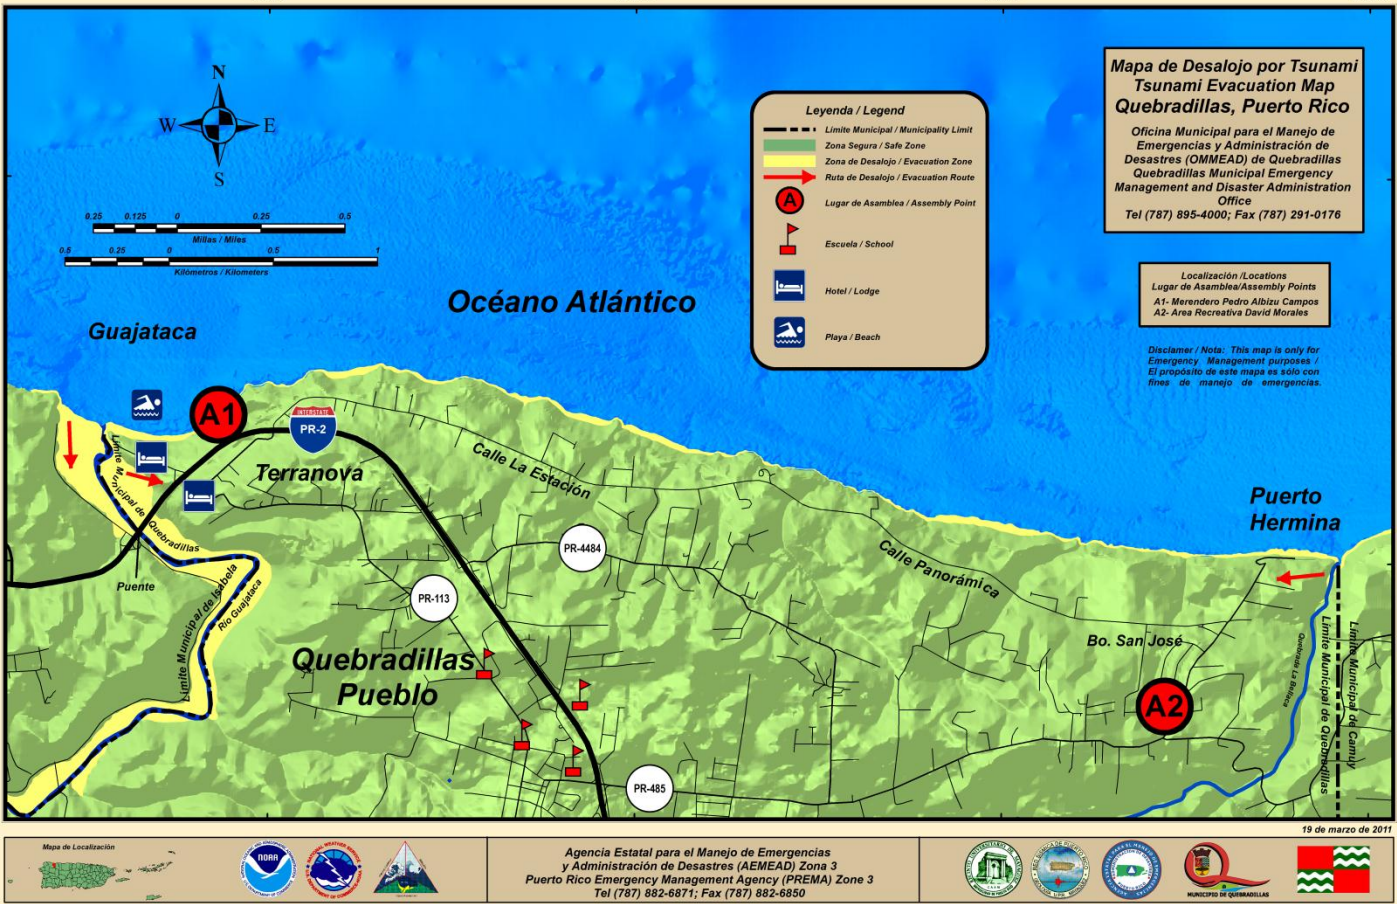 N
W
E
S
0.25 0.125 0 0.25 0.5
Millas / Miles
0.5 0.25 0 0.5 1
Kilómetros / Kilometers
Leyenda / Legend
Límite Municipal / Municipality Limit
Zona Segura / Safe Zone
Zona de Desalojo / Evacuation Zone
Ruta de Desalojo / Evacuation Route
A
Lugar de Asamblea / Assembly Point
Escuela / School
Hotel / Lodge
Playa / Beach
Mapa de Desalojo por Tsunami
Tsunami Evacuation Map
Quebradillas, Puerto Rico
Oficina Municipal para el Manejo de
Emergencias y Administración de
Desastres (OMMEAD) de Quebradillas
Quebradillas Municipal Emergency
Management and Disaster Administration
Office
Tel (787) 895-4000; Fax (787) 291-0176
Localización /Locations
Lugar de Asamblea/Assembly Points
A1- Merendero Pedro Albizu Campos
A2- Area Recreativa David Morales
Disclamer / Nota: This map is only for
Emergency Management purposes /
El propósito de este mapa es sólo con
fines de manejo de emergencias.
Océano Atlántico
Guajataca
A1
INTERSTATE
PR-2
Terranova
Calle La Estación
Puerto
Hermina
Límite Municipal de Quebradillas
Puente
PR-4484
Calle Panorámica
PR-113
Límite Municipal de Isabela
Río Guajataca
Bo. San José
Quebradillas
Pueblo
A2
Quebrada La Bellaca
Límite Municipal de Quebradillas
Límite Municipal de Camuy
PR-485
19 de marzo de 2011
Mapa de Localización
NOAA
Agencia Estatal para el Manejo de Emergencias
y Administración de Desastres (AEMEAD) Zona 3
Puerto Rico Emergency Management Agency (PREMA) Zone 3
Tel (787) 882-6871; Fax (787) 882-6850
MUNICIPIO DE QUEBRADILLAS